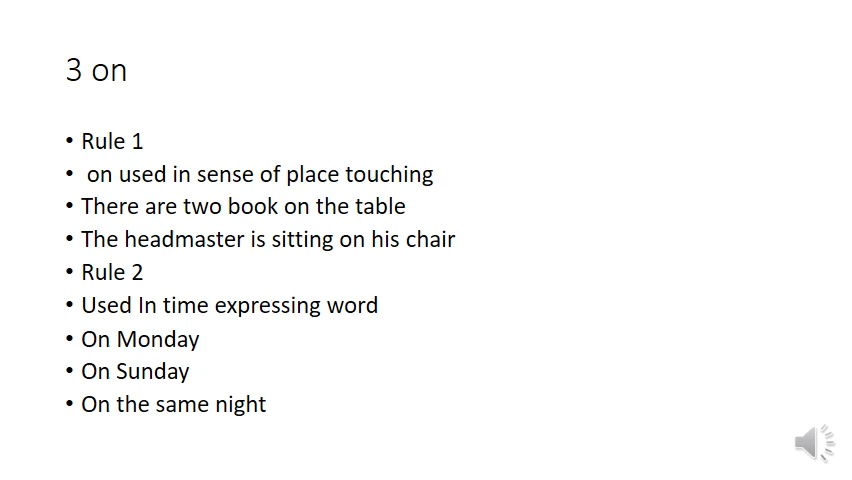 3 on
• Rule 1
• on used in sense of place touching
• There are two book on the table
• The headmaster is sitting on his chair
• Rule 2
• Used In time expressing word
• On Monday
• On Sunday
• On the same night